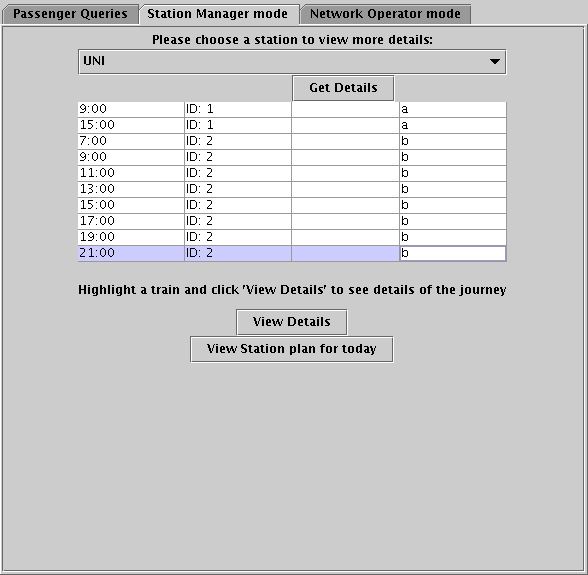 Passenger Queries Station Manager mode Network Operator mode
Please choose a station to view more details:
UNI
Get Details
9:00 ID: 1 a
15:00 ID: 1 a
7:00 ID: 2 b
9:00 ID: 2 b
11:00 ID: 2 b
13:00 ID: 2 b
15:00 ID: 2 b
17:00 ID: 2 b
19:00 ID: 2 b
21:00 ID: 2 b
Highlight a train and click 'View Details' to see details of the journey
View Details
View Station plan for today